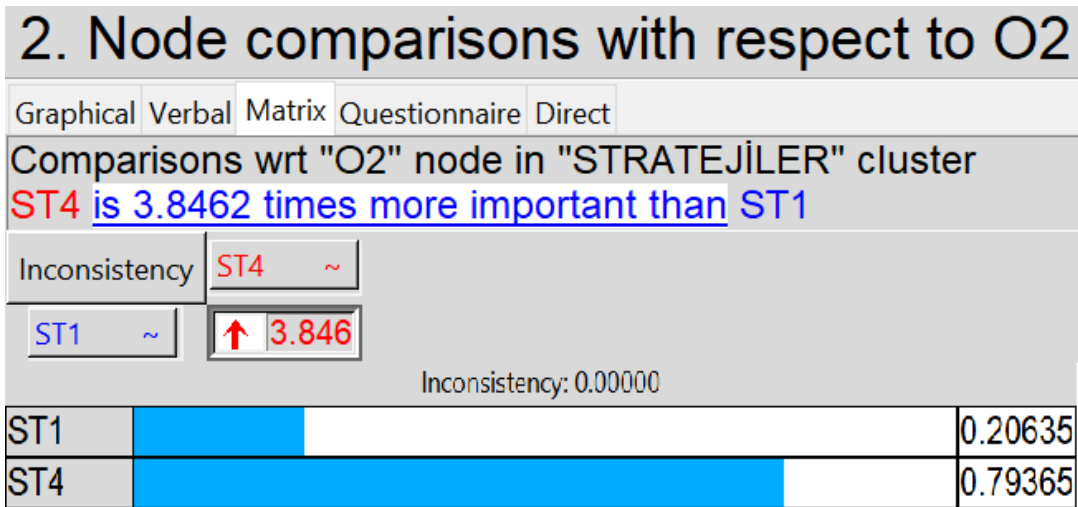 2. Node comparisons with respect to O2
Graphical Verbal Matrix Questionnaire Direct
Comparisons wrt "O2" node in "STRATEJİLER" cluster
ST4 is 3.8462 times more important than ST1
Inconsistency ST4 ~
ST1 ~ 3.846
Inconsistency: 0.00000
ST1 0.20635
ST4 0.79365